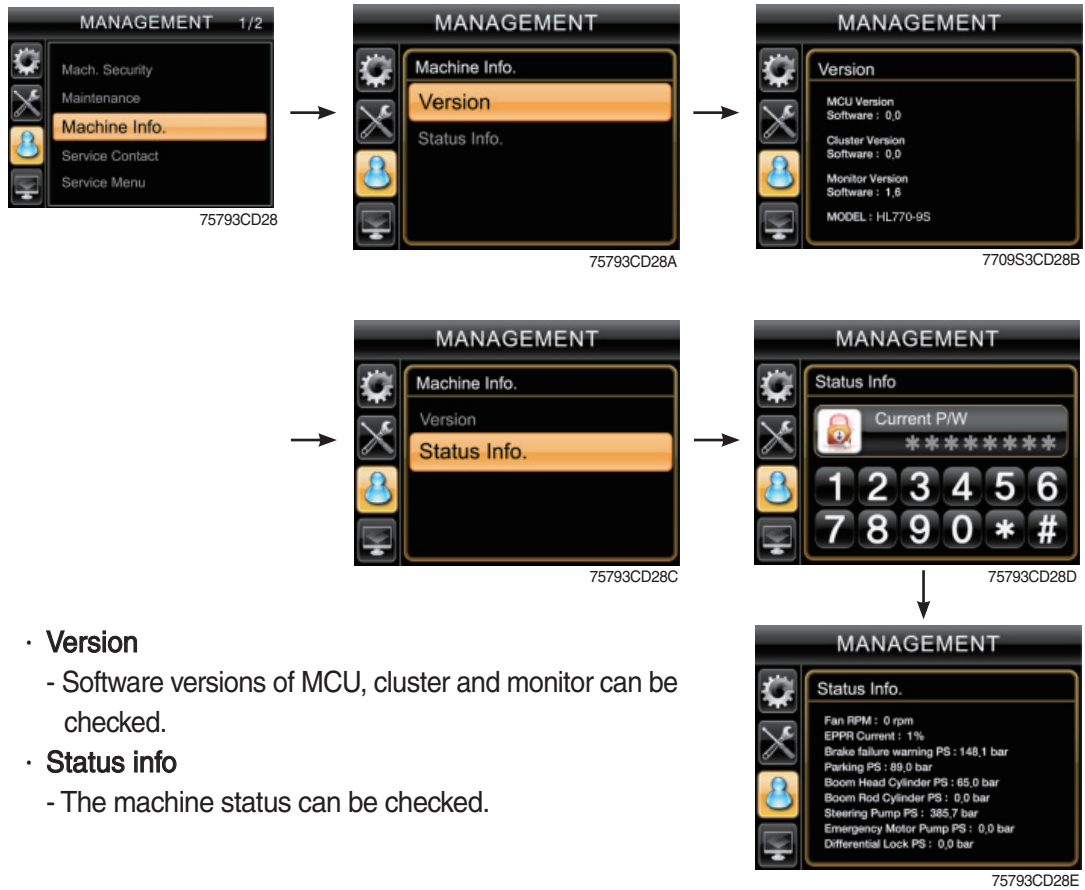 MANAGEMENT 1/2
Mach. Security
Maintenance
Machine Info.
Service Contact
Service Menu
75793CD28
MANAGEMENT
Machine Info.
Version
Status Info.
75793CD28A
MANAGEMENT
Version
MCU Version
Software : 0,0
Cluster Version
Software : 0,0
Monitor Version
Software : 1,6
MODEL : HL770-9S
7709S3CD28B
MANAGEMENT
Machine Info.
Version
Status Info.
75793CD28C
MANAGEMENT
Status Info
Current P/W
********
1 2 3 4 5 6
7 8 9 0 * #
75793CD28D
· Version
- Software versions of MCU, cluster and monitor can be
checked.
· Status info
- The machine status can be checked.
MANAGEMENT
Status Info.
Fan RPM : 0 rpm
EPPR Current : 1%
Brake failure warning PS : 148,1 bar
Parking PS : 89,0 bar
Boom Head Cylinder PS : 65,0 bar
Boom Rod Cylinder PS : 0,0 bar
Steering Pump PS : 385,7 bar
Emergency Motor Pump PS : 0,0 bar
Differential Lock PS : 0,0 bar
75793CD28E